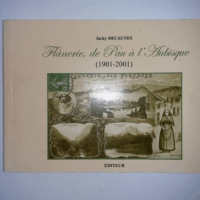 Jacky DECAUNES
Flânerie, de Pau à l'Aubisque
(1901-2001)
EDITEUR